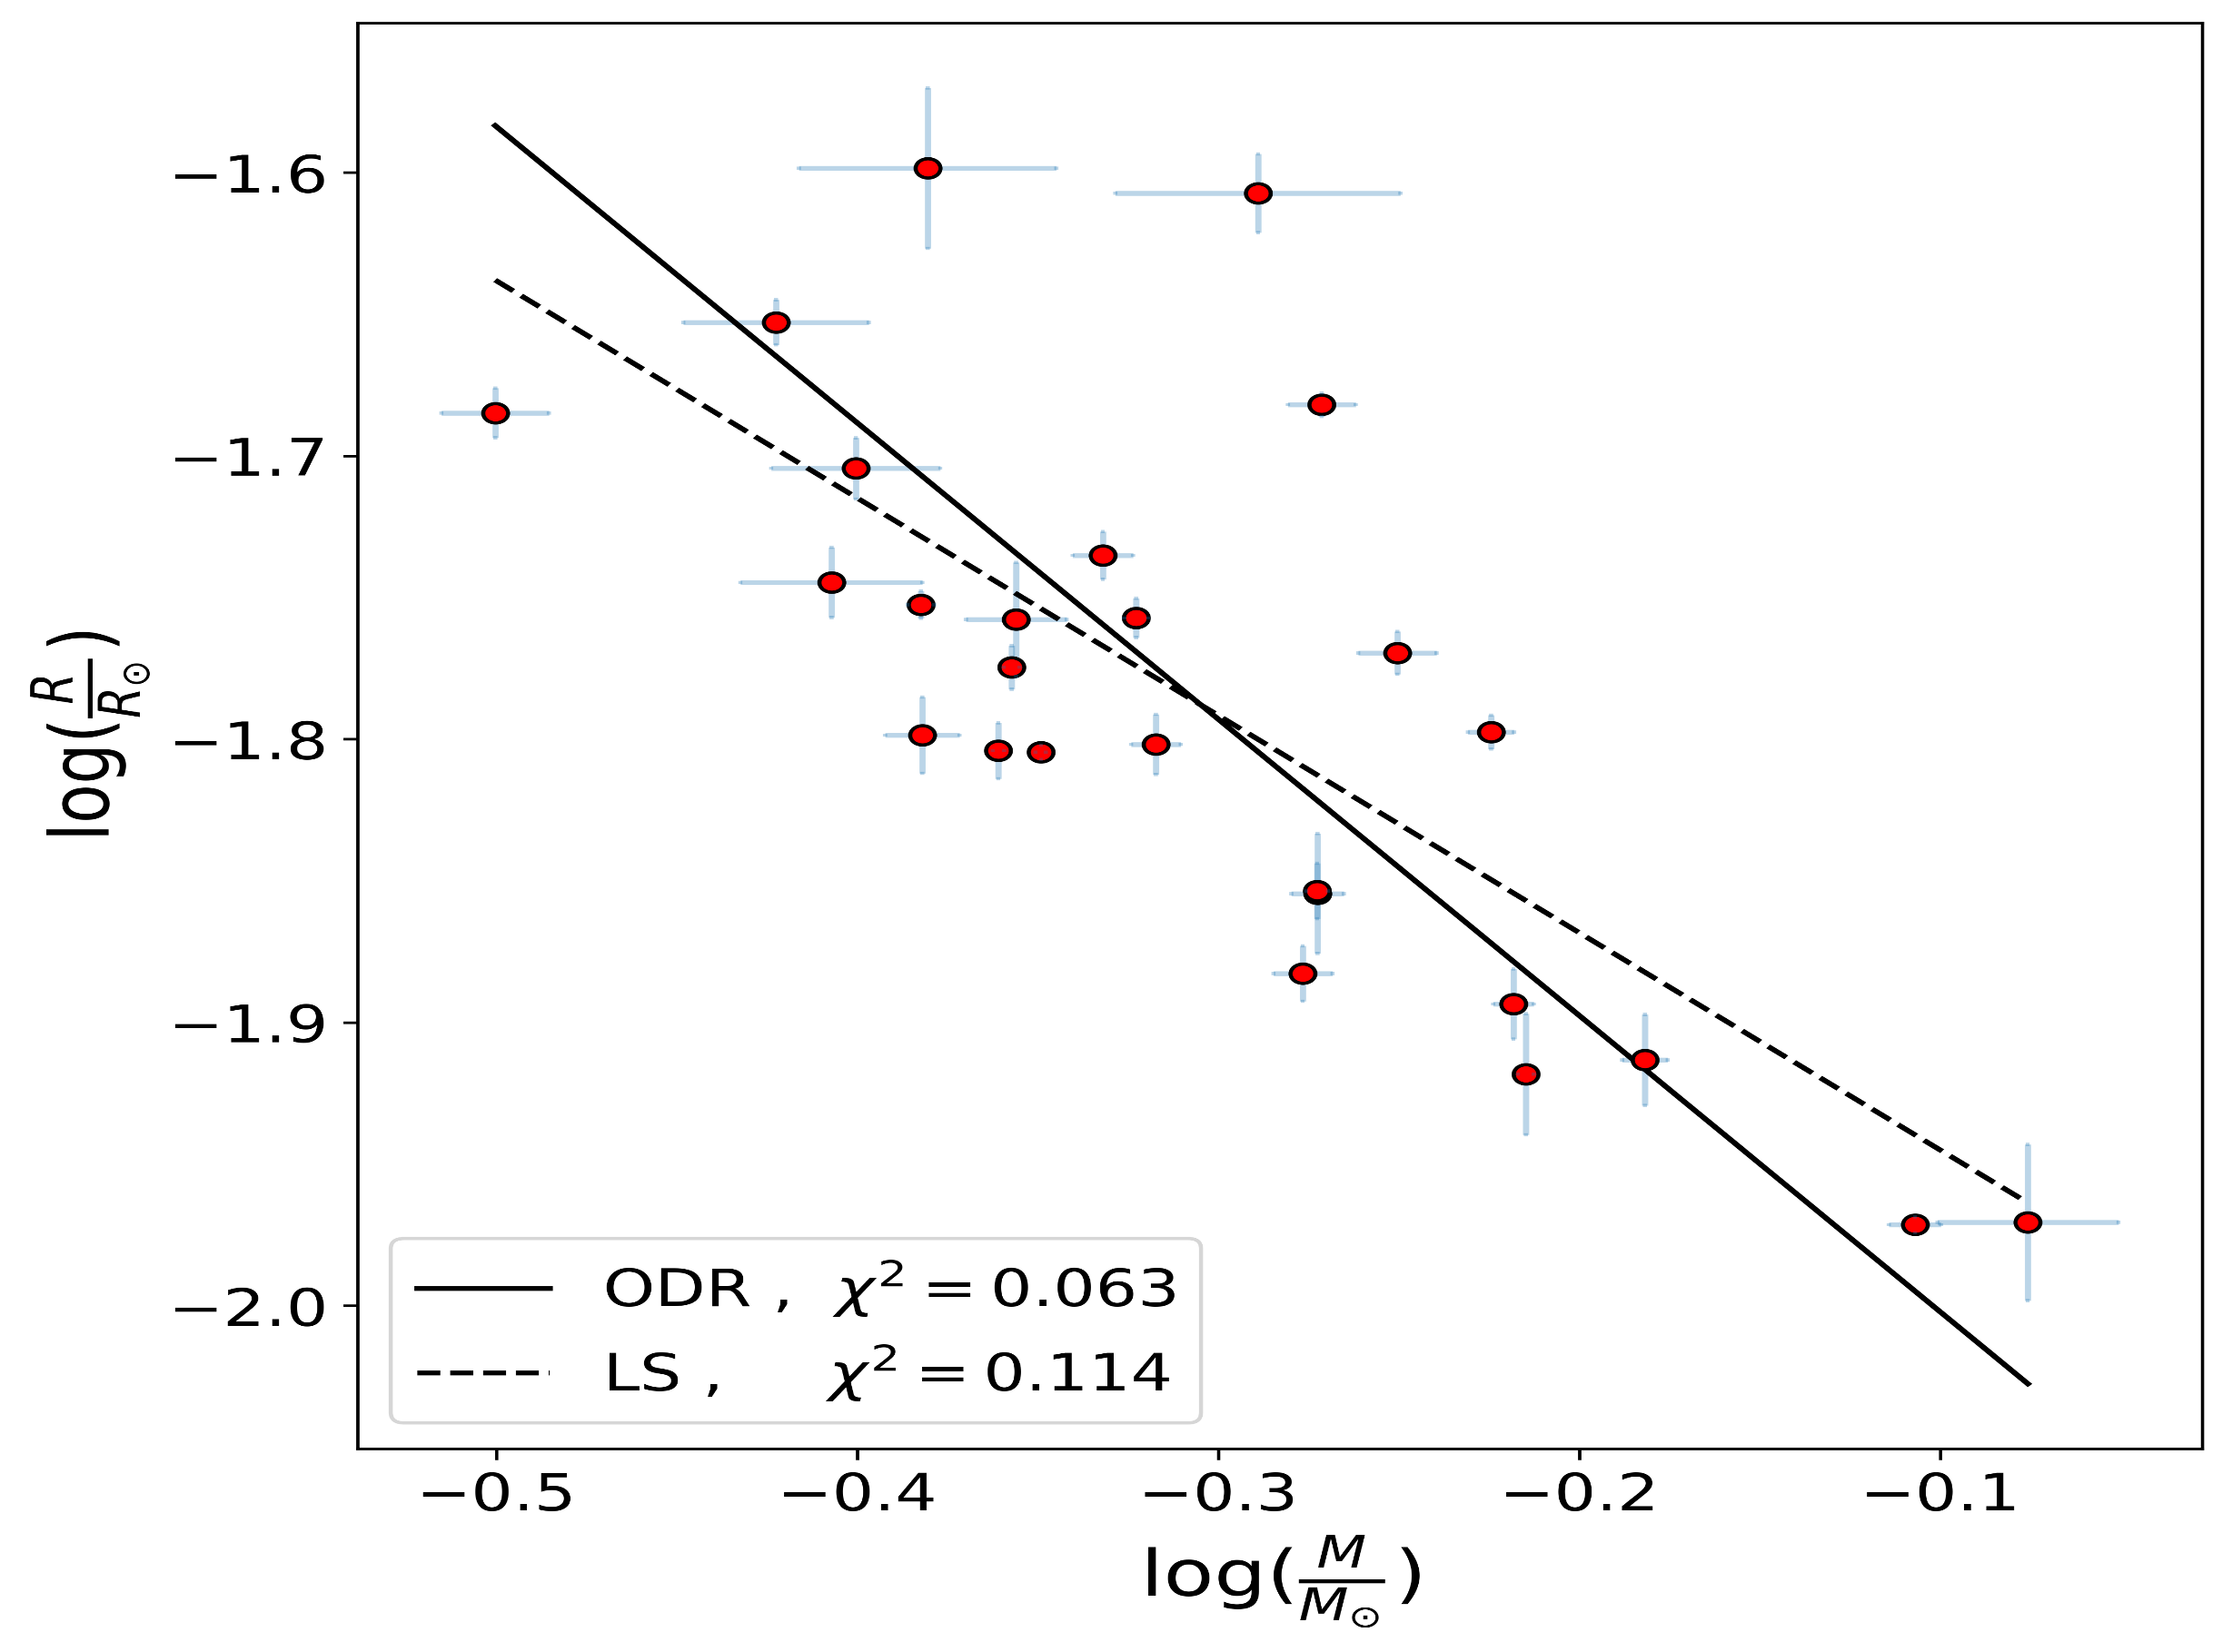 −1.6
−1.7
−1.8
−1.9
−2.0
log(R/R⊙)
ODR , χ² = 0.063
LS , χ² = 0.114
−0.5 −0.4 −0.3 −0.2 −0.1
log(M/M⊙)